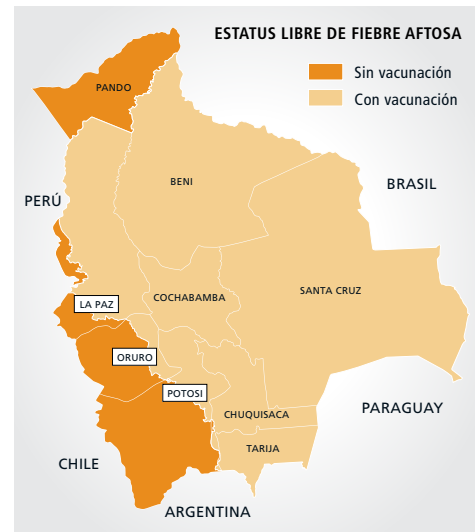 ESTATUS LIBRE DE FIEBRE AFTOSA
Sin vacunación
Con vacunación
PANDO
BENI
BRASIL
PERÚ
LA PAZ
COCHABAMBA
SANTA CRUZ
ORURO
POTOSI
CHUQUISACA
PARAGUAY
TARIJA
CHILE
ARGENTINA